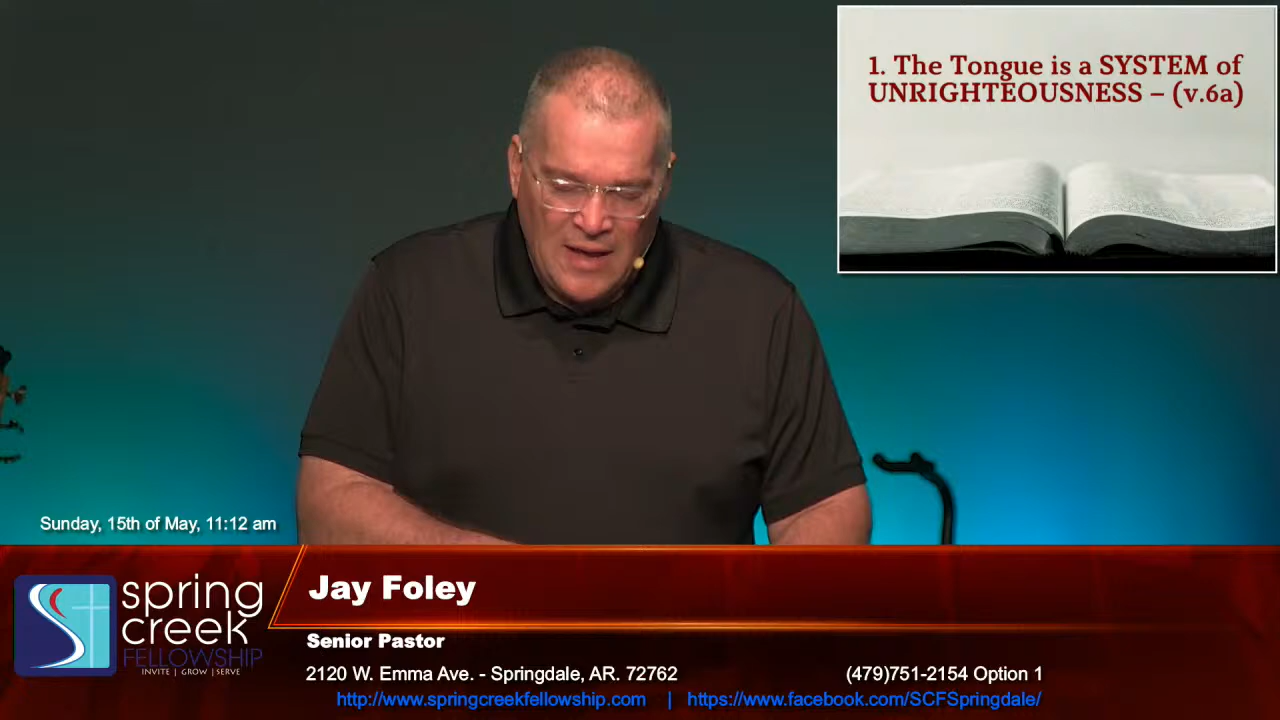 1. The Tongue is a SYSTEM of
UNRIGHTEOUSNESS – (v.6a)
Sunday, 15th of May, 11:12 am
spring
creek
FELLOWSHIP
INVITE | GROW | SERVE
Jay Foley
Senior Pastor
2120 W. Emma Ave. - Springdale, AR. 72762
(479)751-2154 Option 1
http://www.springcreekfellowship.com | https://www.facebook.com/SCFSpringdale/